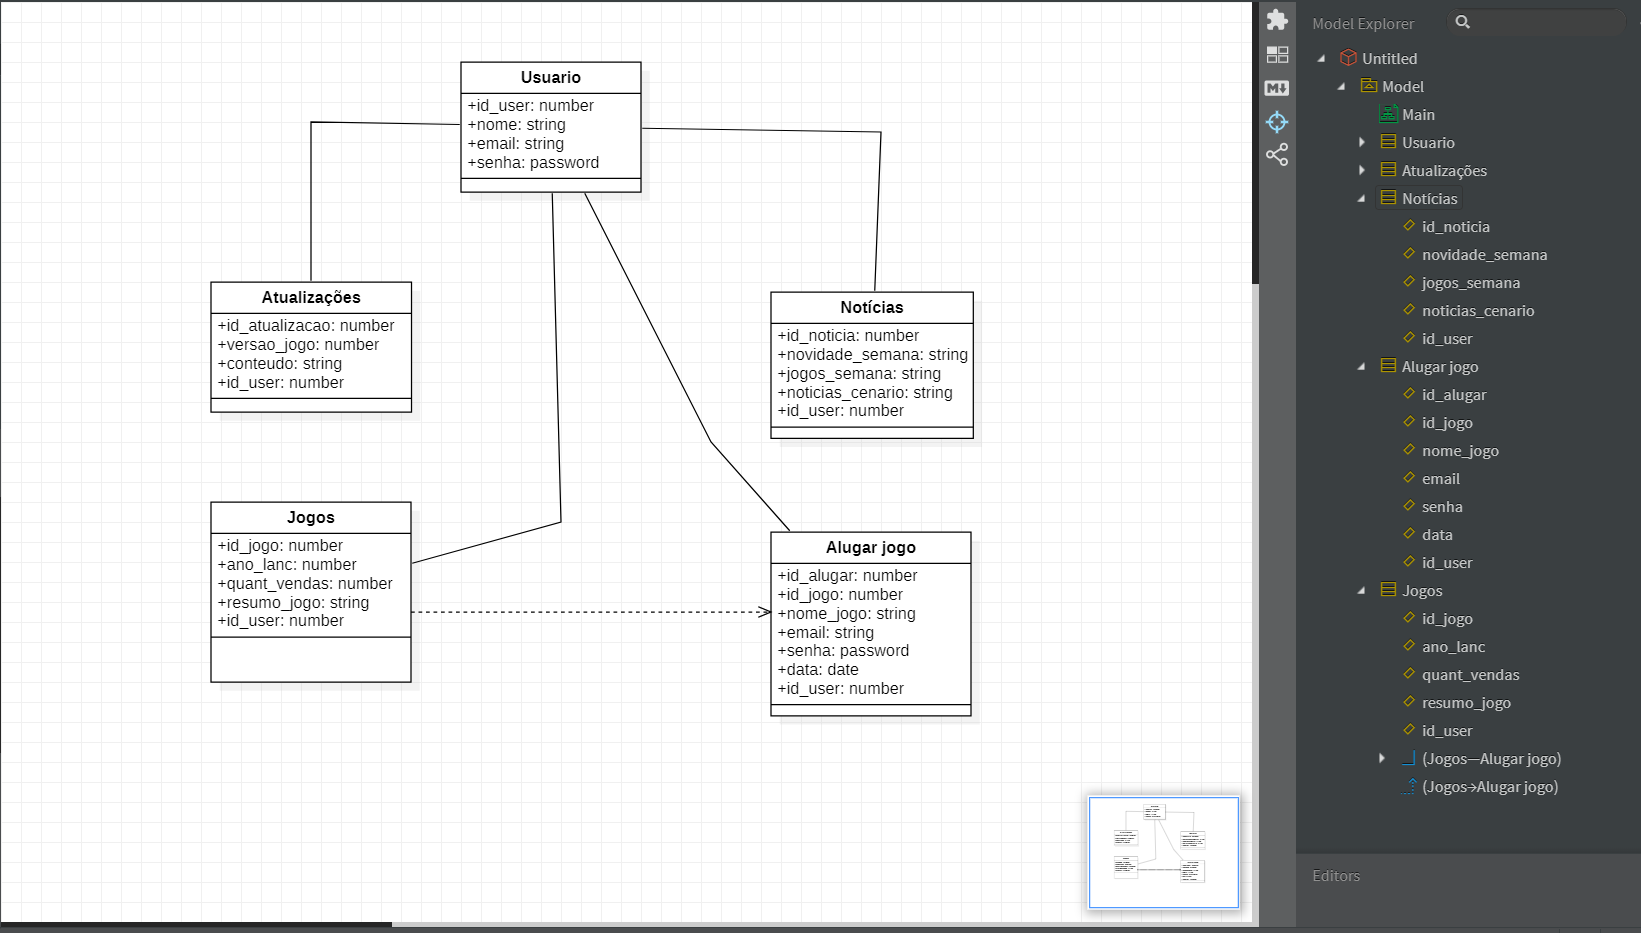 Usuario
+id_user: number
+nome: string
+email: string
+senha: password
Atualizações
+id_atualizacao: number
+versao_jogo: number
+conteudo: string
+id_user: number
Notícias
+id_noticia: number
+novidade_semana: string
+jogos_semana: string
+noticias_cenario: string
+id_user: number
Jogos
+id_jogo: number
+ano_lanc: number
+quant_vendas: number
+resumo_jogo: string
+id_user: number
Alugar jogo
+id_alugar: number
+id_jogo: number
+nome_jogo: string
+email: string
+senha: password
+data: date
+id_user: number
M
Model Explorer
Untitled
Model
Main
Usuario
Atualizações
Notícias
id_noticia
novidade_semana
jogos_semana
noticias_cenario
id_user
Alugar jogo
id_alugar
id_jogo
nome_jogo
email
senha
data
id_user
Jogos
id_jogo
ano_lanc
quant_vendas
resumo_jogo
id_user
(Jogos—Alugar jogo)
(Jogos→Alugar jogo)
Editors